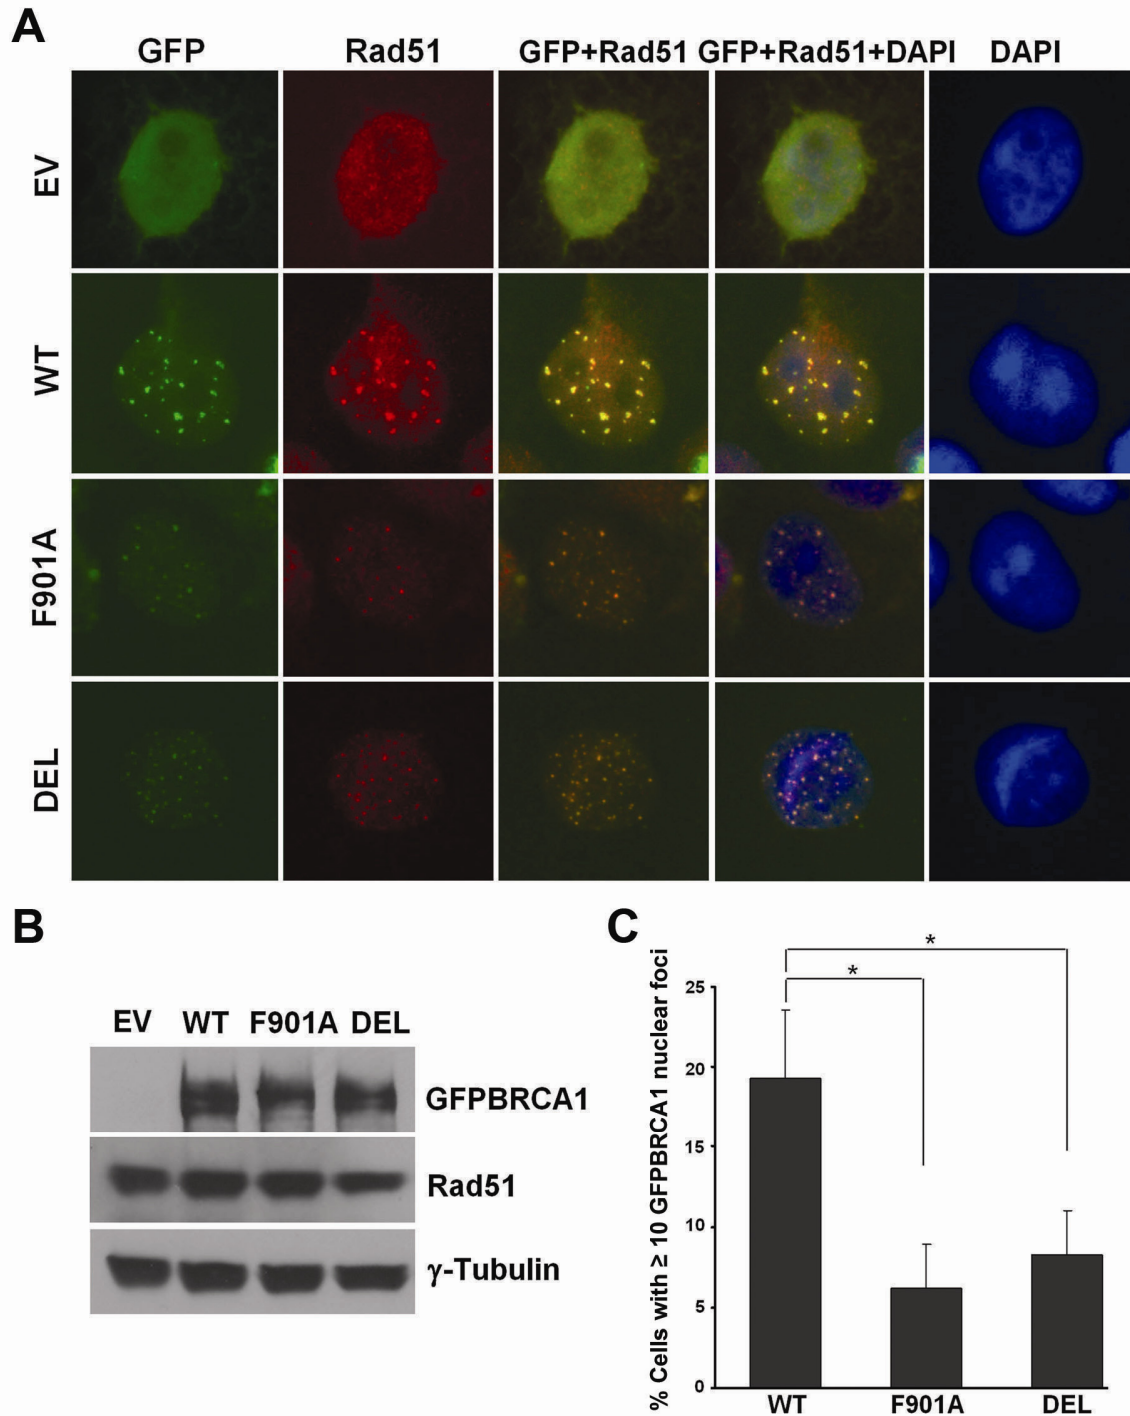 A
GFP Rad51 GFP+Rad51 GFP+Rad51+DAPI DAPI
EV
WT
F901A
DEL
B
EV WT F901A DEL
GFPBRCA1
Rad51
γ-Tubulin
C
% Cells with ≥ 10 GFPBRCA1 nuclear foci
*
*
25
20
15
10
5
0
WT F901A DEL